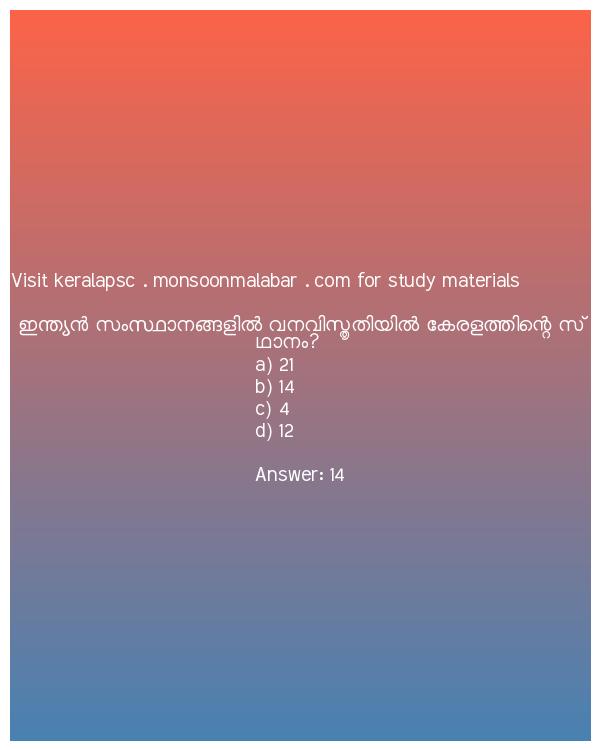 Visit keralapsc . monsoonmalabar . com for study materials
ഇന്ത്യൻ സംസ്ഥാനങ്ങളിൽ വനവിസ്തൃതിയിൽ കേരളത്തിന്റെ സ്
ഥാനം?
a) 21
b) 14
c) 4
d) 12
Answer: 14